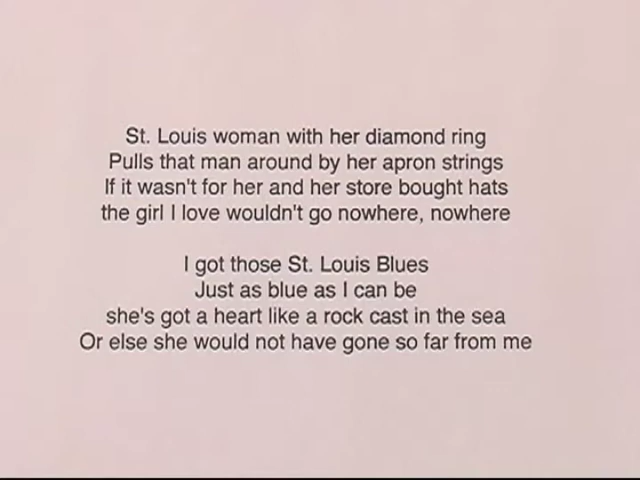 St. Louis woman with her diamond ring
Pulls that man around by her apron strings
If it wasn't for her and her store bought hats
the girl I love wouldn't go nowhere, nowhere
I got those St. Louis Blues
Just as blue as I can be
she's got a heart like a rock cast in the sea
Or else she would not have gone so far from me